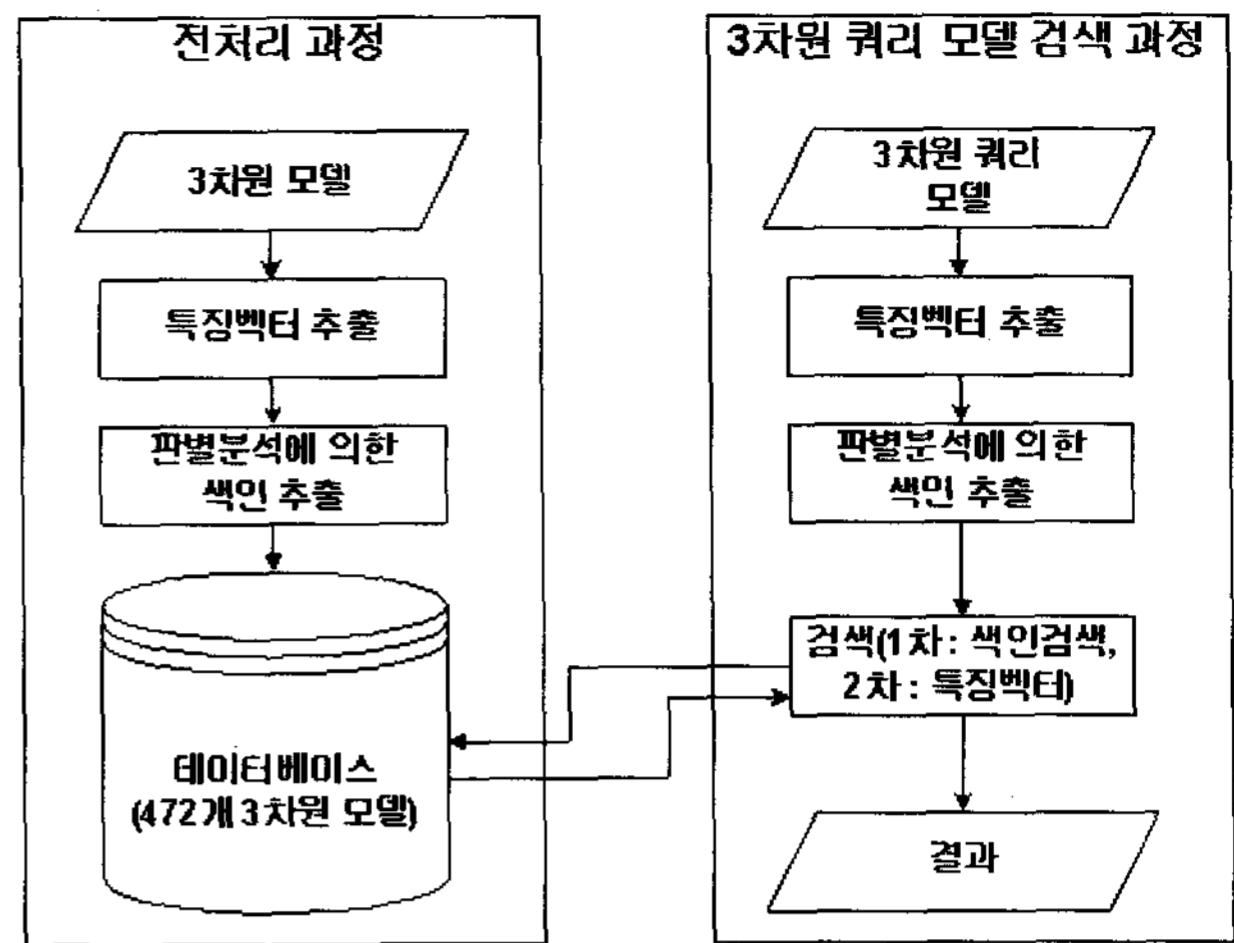 전처리 과정
3차원 모델
특징벡터 추출
판별분석에 의한
색인 추출
데이터베이스
(472개 3차원 모델)
3차원 쿼리 모델 검색 과정
3차원 쿼리
모델
특징벡터 추출
판별분석에 의한
색인 추출
검색(1차 : 색인검색,
2차 : 특징벡터)
결과